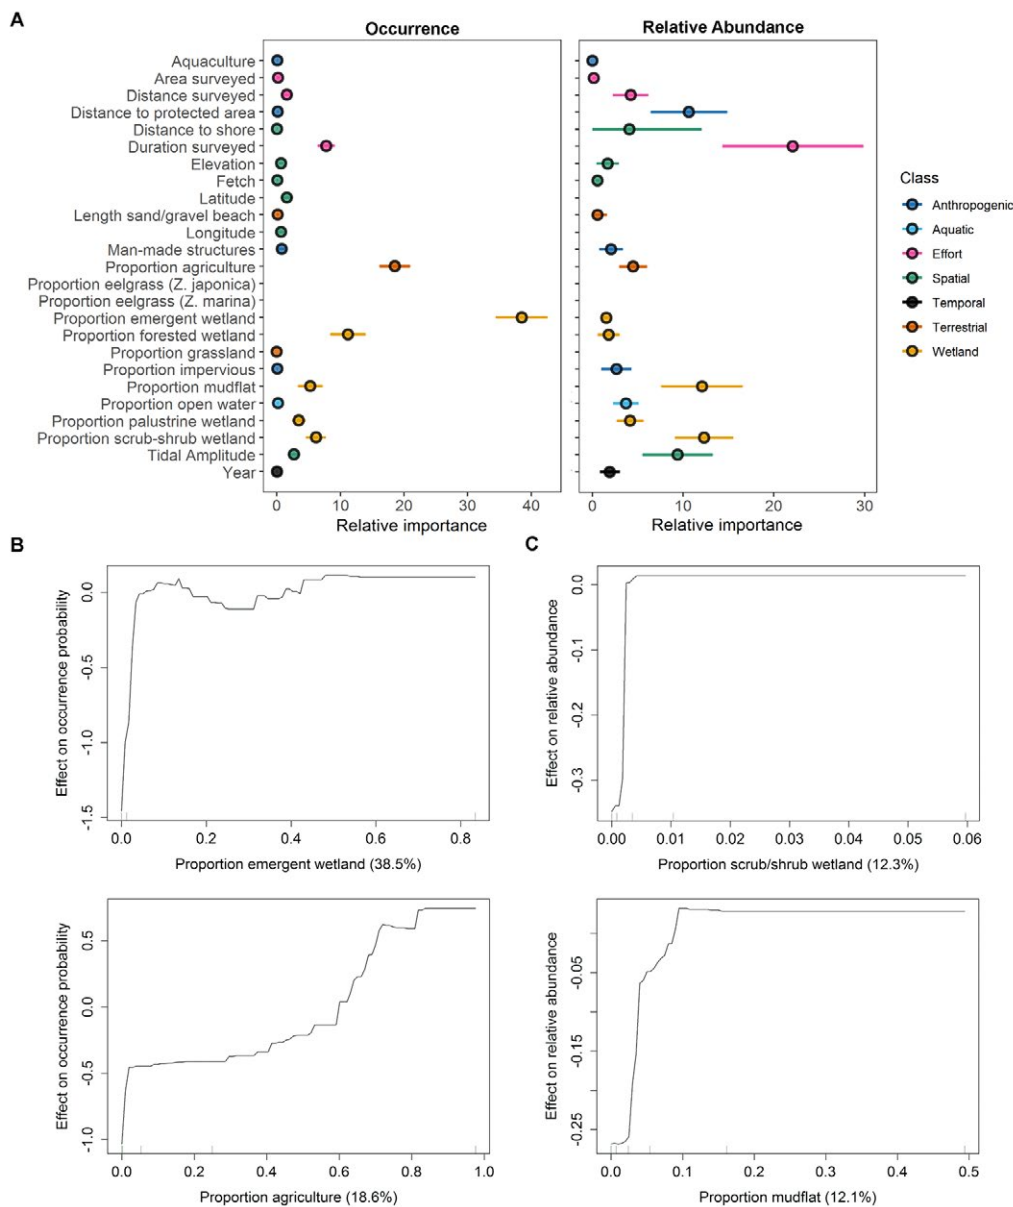 A
Occurrence
Relative Abundance
Aquaculture
Area surveyed
Distance surveyed
Distance to protected area
Distance to shore
Duration surveyed
Elevation
Fetch
Latitude
Length sand/gravel beach
Longitude
Man-made structures
Proportion agriculture
Proportion eelgrass (Z. japonica)
Proportion eelgrass (Z. marina)
Proportion emergent wetland
Proportion forested wetland
Proportion grassland
Proportion impervious
Proportion mudflat
Proportion open water
Proportion palustrine wetland
Proportion scrub-shrub wetland
Tidal Amplitude
Year
0 10 20 30 40
Relative importance
0 10 20 30
Relative importance
Class
Anthropogenic
Aquatic
Effort
Spatial
Temporal
Terrestrial
Wetland
B
Effect on occurrence probability
0.0
-0.5
-1.0
-1.5
0.0 0.2 0.4 0.6 0.8
Proportion emergent wetland (38.5%)
C
Effect on relative abundance
0.0
-0.1
-0.2
-0.3
0.00 0.01 0.02 0.03 0.04 0.05 0.06
Proportion scrub/shrub wetland (12.3%)
Effect on occurrence probability
0.5
0.0
-0.5
-1.0
0.0 0.2 0.4 0.6 0.8 1.0
Proportion agriculture (18.6%)
Effect on relative abundance
-0.05
-0.15
-0.25
0.0 0.1 0.2 0.3 0.4 0.5
Proportion mudflat (12.1%)